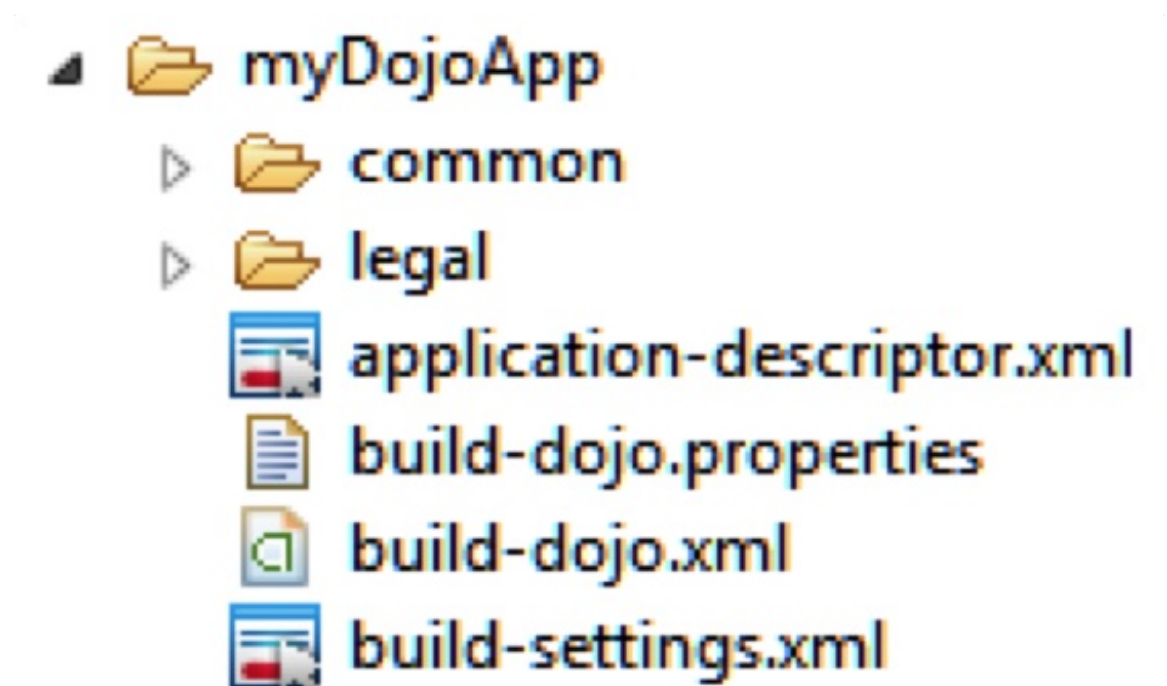 myDojoApp
common
legal
application-descriptor.xml
build-dojo.properties
build-dojo.xml
build-settings.xml